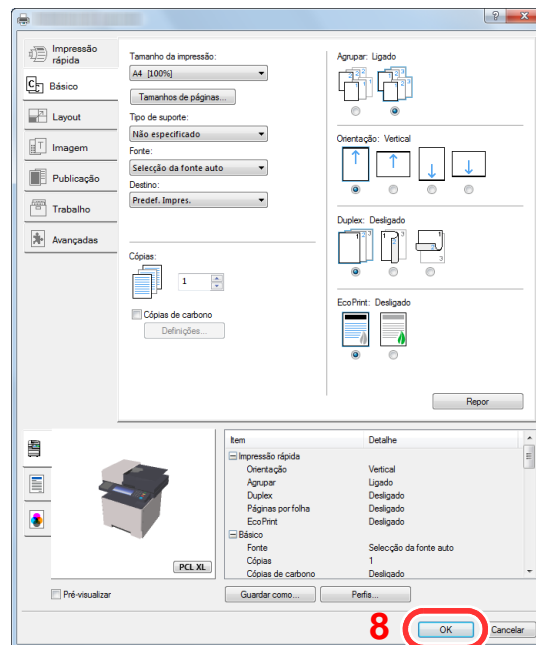 Impressão
rápida
Básico
Layout
Imagem
Publicação
Trabalho
Avançadas
Tamanho da impressão:
A4 [100%]
Tamanhos de páginas...
Tipo de suporte:
Não especificado
Fonte:
Selecção da fonte auto
Destino:
Predef. Impres.
Cópias:
1
Cópias de carbono
Definições...
Agrupar: Ligado
Orientação: Vertical
Duplex: Desligado
EcoPrint: Desligado
Repor
PCL XL
Pré-visualizar
Item Detalhe
Impressão rápida
Orientação Vertical
Agrupar Ligado
Duplex Desligado
Páginas por folha Desligado
EcoPrint Desligado
Básico
Fonte Selecção da fonte auto
Cópias 1
Cópias de carbono Desligado
Guardar como... Perfis...
8 OK Cancelar